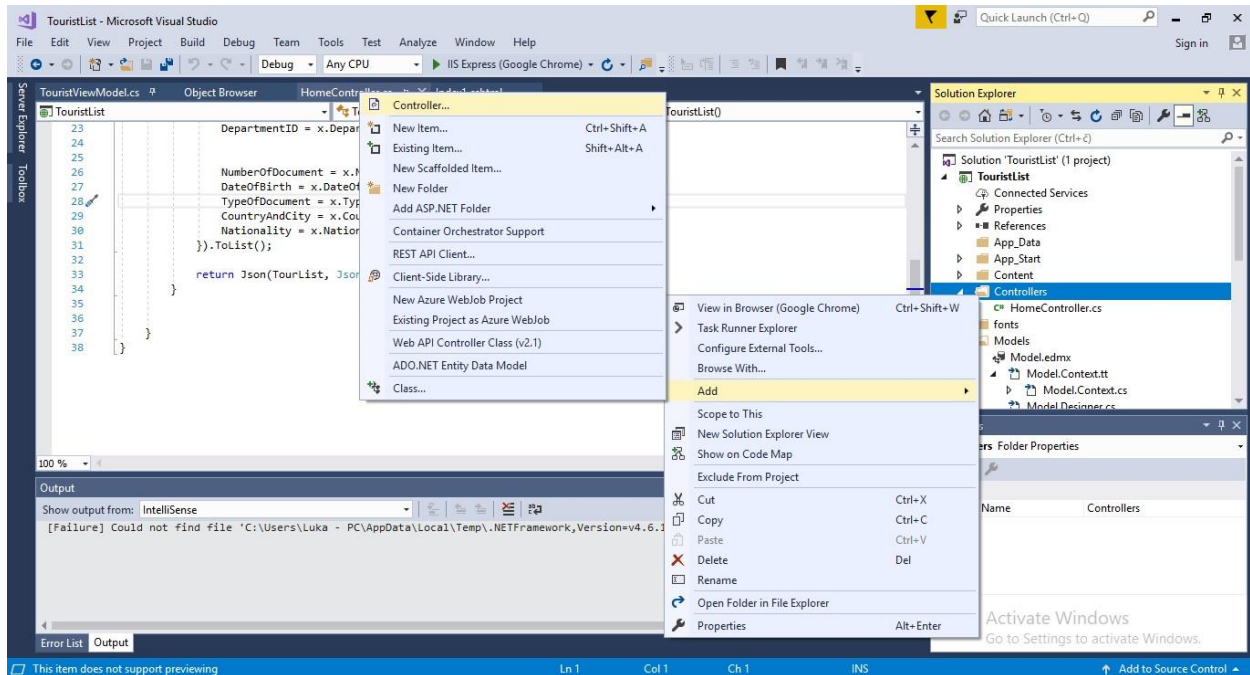 TouristList - Microsoft Visual Studio
Quick Launch (Ctrl+Q)
File Edit View Project Build Debug Team Tools Test Analyze Window Help
Sign in
Debug Any CPU IIS Express (Google Chrome)
Server Explorer
Toolbox
TouristViewModel.cs Object Browser
TouristList
TouristList()
23 DepartmentID = x.Depar
24
25
26 NumberOfDocument = x.
27 DateOfBirth = x.DateOf
28 TypeOfDocument = x.Typ
29 CountryAndCity = x.Cou
30 Nationality = x.Nation
31 }).ToList();
32
33 return Json(TourList, Json
34 }
35
36
37 }
38 }
100 %
Controller...
New Item... Ctrl+Shift+A
Existing Item... Shift+Alt+A
New Scaffolded Item...
New Folder
Add ASP.NET Folder
Container Orchestrator Support
REST API Client...
Client-Side Library...
New Azure WebJob Project
Existing Project as Azure WebJob
Web API Controller Class (v2.1)
ADO.NET Entity Data Model
Class...
View in Browser (Google Chrome) Ctrl+Shift+W
Task Runner Explorer
Configure External Tools...
Browse With...
Add
Scope to This
New Solution Explorer View
Show on Code Map
Exclude From Project
Cut Ctrl+X
Copy Ctrl+C
Paste Ctrl+V
Delete Del
Rename
Open Folder in File Explorer
Properties Alt+Enter
Solution Explorer
Search Solution Explorer (Ctrl+č)
Solution 'TouristList' (1 project)
TouristList
Connected Services
Properties
References
App_Data
App_Start
Content
Controllers
HomeController.cs
fonts
Models
Model.edmx
Model.Context.tt
Model.Context.cs
Model.Designer.cs
ers Folder Properties
Name Controllers
Output
Show output from: IntelliSense
[Failure] Could not find file 'C:\Users\Luka - PC\AppData\Local\Temp\.NETFramework,Version=v4.6.1
Error List Output
Activate Windows
Go to Settings to activate Windows.
This item does not support previewing Ln 1 Col 1 Ch 1 INS Add to Source Control